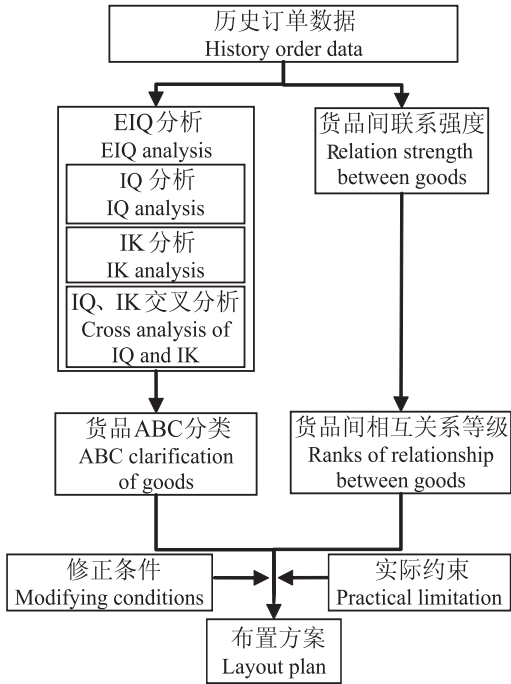 历史订单数据
History order data
EIQ分析
EIQ analysis
IQ 分析
IQ analysis
IK 分析
IK analysis
IQ、IK 交叉分析
Cross analysis of
IQ and IK
货品间联系强度
Relation strength
between goods
货品ABC分类
ABC clarification
of goods
货品间相互关系等级
Ranks of relationship
between goods
修正条件
Modifying conditions
实际约束
Practical limitation
布置方案
Layout plan